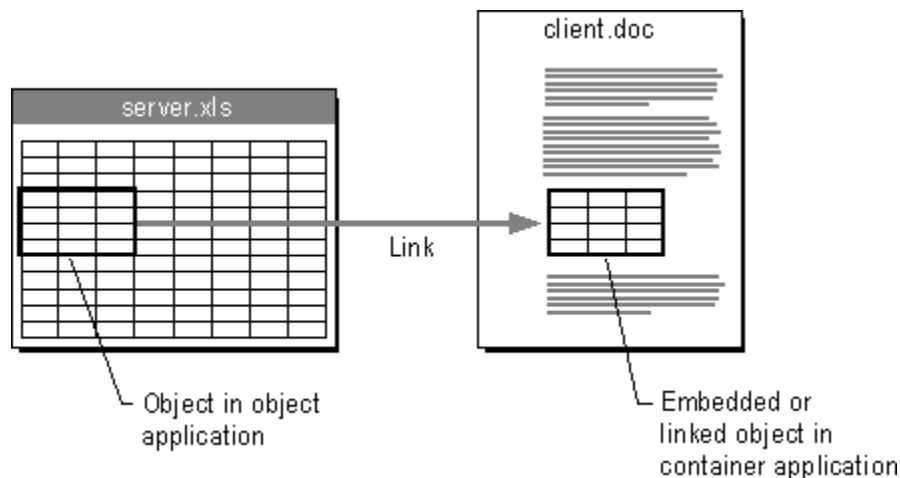 client.doc
server.xls
Link
Object in object
application
Embedded or
linked object in
container application